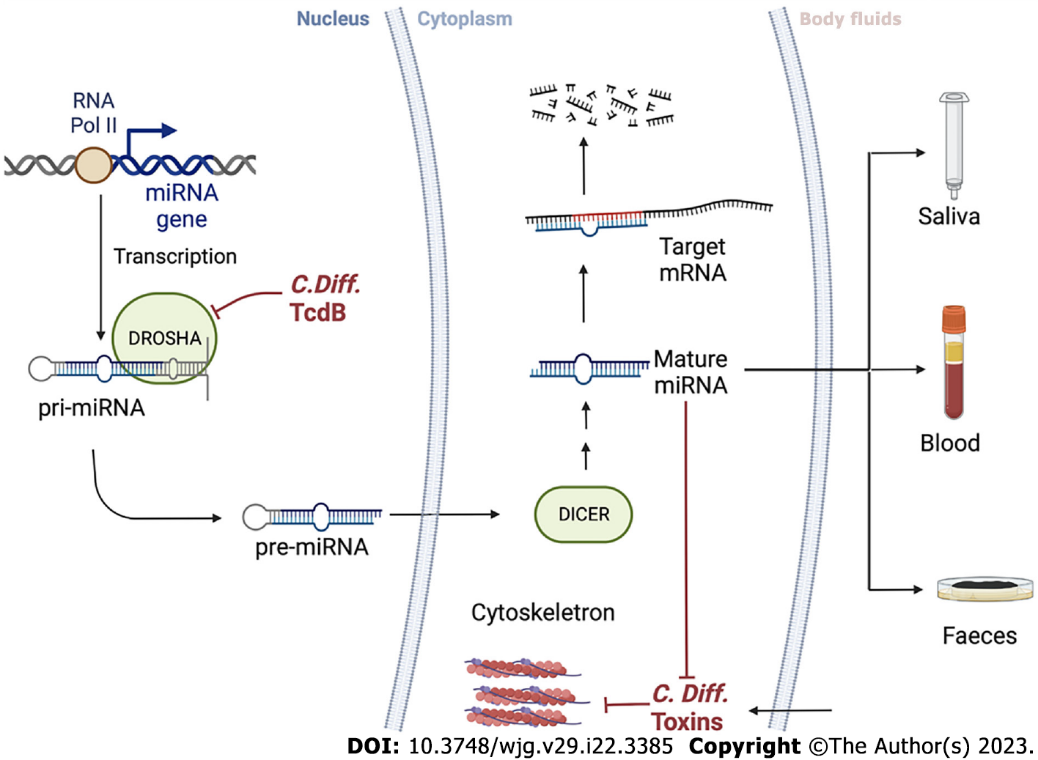 Nucleus
Cytoplasm
Body fluids
RNA
Pol II
miRNA
gene
Transcription
C.Diff.
TcdB
DROSHA
pri-miRNA
pre-miRNA
Target
mRNA
Mature
miRNA
DICER
Cytoskeletron
C. Diff.
Toxins
Saliva
Blood
Faeces
DOI: 10.3748/wjg.v29.i22.3385 Copyright ©The Author(s) 2023.